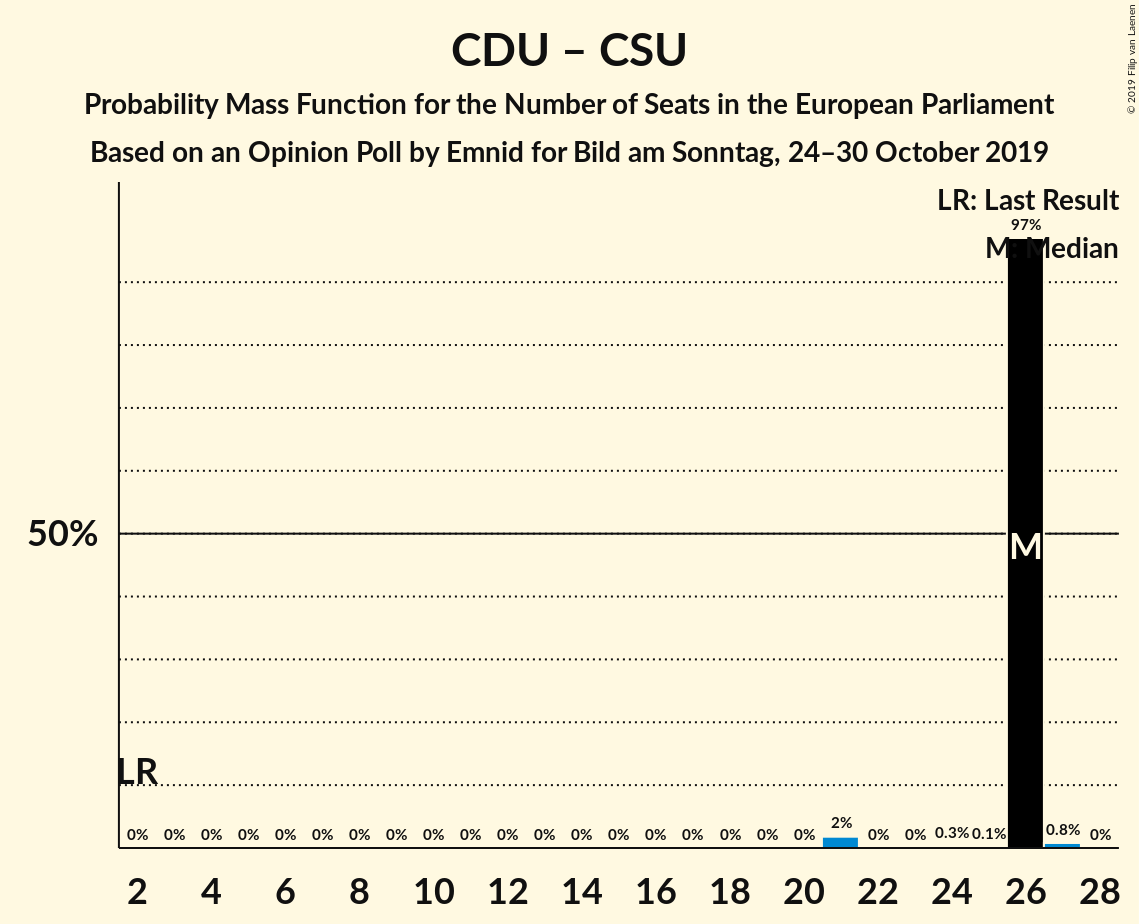 CDU – CSU
Probability Mass Function for the Number of Seats in the European Parliament
Based on an Opinion Poll by Emnid for Bild am Sonntag, 24–30 October 2019
© 2019 Filip van Laenen
LR: Last Result
97%
M: Median
50%
M
LR
0% 0% 0% 0% 0% 0% 0% 0% 0% 0% 0% 0% 0% 0% 0% 0% 0% 0% 0% 2% 0% 0% 0.3% 0.1% 0.8% 0%
2 4 6 8 10 12 14 16 18 20 22 24 26 28